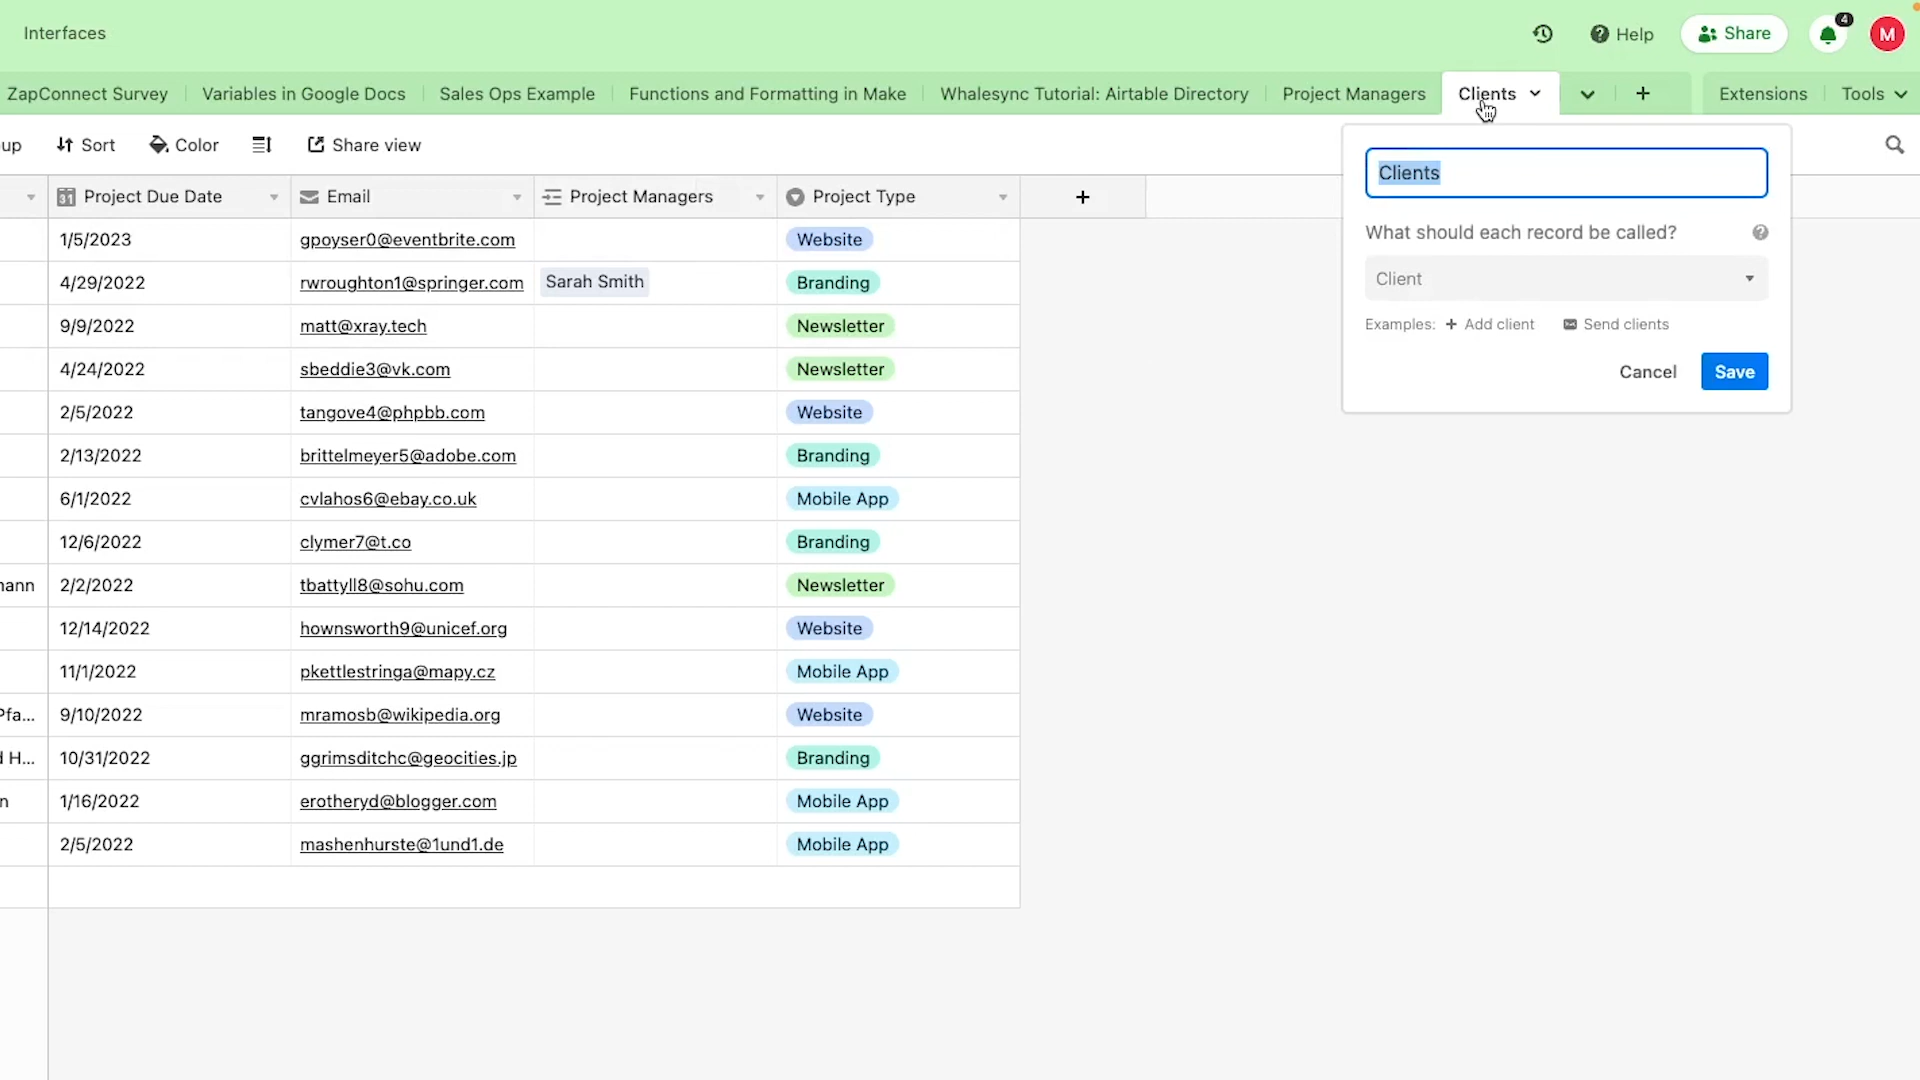 Interfaces
Help
Share
4
M
ZapConnect Survey
Variables in Google Docs
Sales Ops Example
Functions and Formatting in Make
Whalesync Tutorial: Airtable Directory
Project Managers
Clients
Extensions
Tools
up
Sort
Color
Share view
31 Project Due Date
Email
Project Managers
Project Type
1/5/2023 gpoyser0@eventbrite.com Website
4/29/2022 rwroughton1@springer.com Sarah Smith Branding
9/9/2022 matt@xray.tech Newsletter
4/24/2022 sbeddie3@vk.com Newsletter
2/5/2022 tangove4@phpbb.com Website
2/13/2022 brittelmeyer5@adobe.com Branding
6/1/2022 cvlahos6@ebay.co.uk Mobile App
12/6/2022 clymer7@t.co Branding
mann 2/2/2022 tbattyll8@sohu.com Newsletter
12/14/2022 hownsworth9@unicef.org Website
11/1/2022 pkettlestringa@mapy.cz Mobile App
Pfa... 9/10/2022 mramosb@wikipedia.org Website
d H... 10/31/2022 ggrimsditchc@geocities.jp Branding
n 1/16/2022 erotheryd@blogger.com Mobile App
2/5/2022 mashenhurste@1und1.de Mobile App
Clients
What should each record be called?
Client
Examples: + Add client Send clients
Cancel
Save